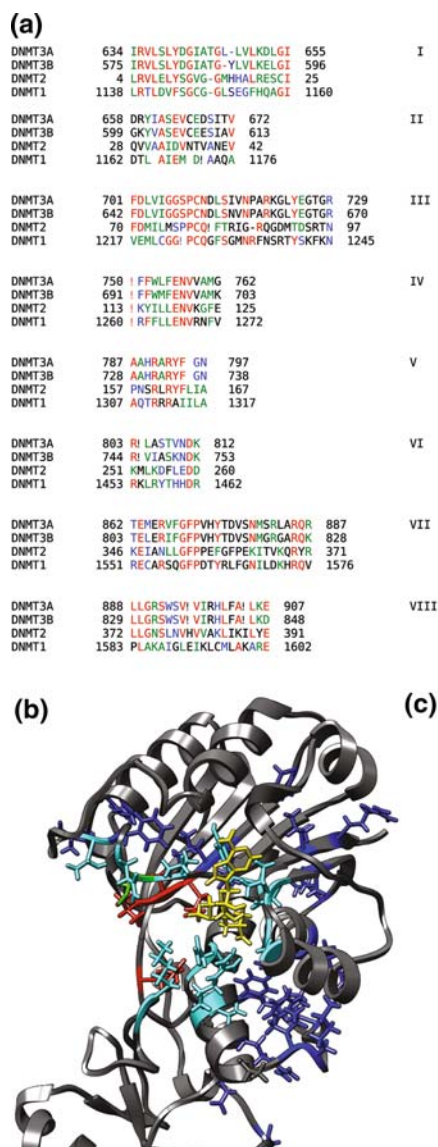 (a)
DNMT3A 634 IRVLSLYDGIATGL-LVLKDLGI 655 I
DNMT3B 575 IRVLSLFDGIATG-YLVLKELGI 596
DNMT2 4 LRVLELYSGVG-GMHHALRESCI 25
DNMT1 1138 LRTLDVFSGCG-GLSEGFHQAGI 1160
DNMT3A 658 DRYIASEVCEDSITV 672 II
DNMT3B 599 GKYVASEVCEESIAV 613
DNMT2 28 QVVAAIDVNTVANEV 42
DNMT1 1162 DTL AIEM D!AAQA 1176
DNMT3A 701 FDLVIGGSPCNDLSIVNPARKGLYEGTGR 729 III
DNMT3B 642 FDLVIGGSPCNDLSNVNPARKGLYEGTGR 670
DNMT2 70 FDMILMSPPCQ!FTRIG-RQGDMTDSRTN 97
DNMT1 1217 VEMLCGG!PCQGFSGMNRFNSRTYSKFKN 1245
DNMT3A 750 !FFWLFENVVAMG 762 IV
DNMT3B 691 !FFWMFENVVAMK 703
DNMT2 113 !YILLENVKGFE 125
DNMT1 1260 !RFFLLENVRNFV 1272
DNMT3A 787 AAHRARYF GN 797 V
DNMT3B 728 AAHRARYF GN 738
DNMT2 157 PNSRLRYFLIA 167
DNMT1 1307 AQTRRRAIILA 1317
DNMT3A 803 R!LASTVNDK 812 VI
DNMT3B 744 R!VIASKNDK 753
DNMT2 251 KMLKDFLEDD 260
DNMT1 1453 RKLRYTHHDR 1462
DNMT3A 862 TEMERVFGFPVHYTDVSNMSRLARQR 887 VII
DNMT3B 803 TELERIFGFPVHYTDVSNMGRGARQK 828
DNMT2 346 KEIANLLGFPPEFGFPEKITVKQRYR 371
DNMT1 1551 RECARSQGFPDTYRLFGNILDKHRQV 1576
DNMT3A 888 LLGRSWSV!VIRHLFA!LKE 907 VIII
DNMT3B 829 LLGRSWSV!VIRHLFA!LKD 848
DNMT2 372 LLGNSLNVHVVAKLIKILYE 391
DNMT1 1583 PLAKAIGLEIKLCMLAKARE 1602
(b) (c)